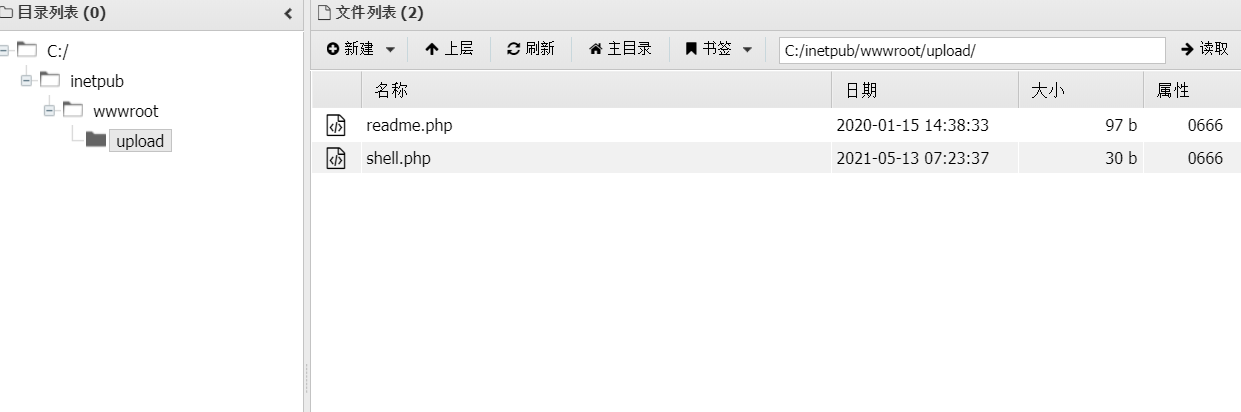 目录列表 (0)
C:/
inetpub
wwwroot
upload
文件列表 (2)
新建 上层 刷新 主目录 书签 C:/inetpub/wwwroot/upload/ 读取
名称 日期 大小 属性
readme.php 2020-01-15 14:38:33 97 b 0666
shell.php 2021-05-13 07:23:37 30 b 0666